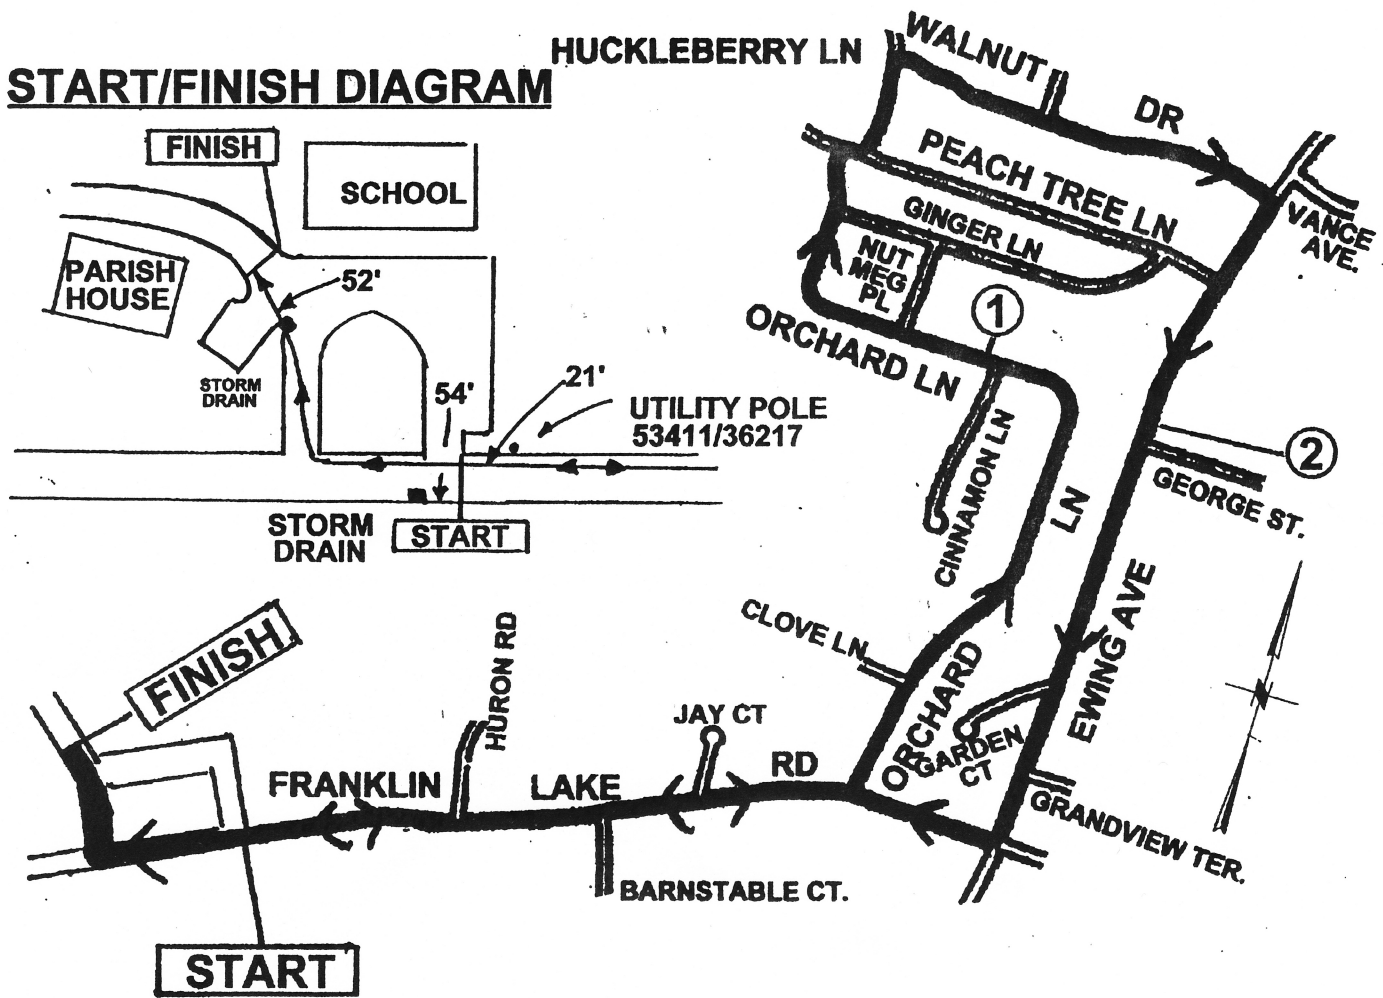 HUCKLEBERRY LN
WALNUT
DR
START/FINISH DIAGRAM
FINISH
SCHOOL
PEACH TREE LN
VANCE
AVE.
GINGER LN
PARISH
HOUSE
52'
NUT
MEG
PL
1
ORCHARD LN
STORM
DRAIN
54'
21'
UTILITY POLE
53411/36217
CINNAMON LN
2
GEORGE ST.
LN
STORM
DRAIN
START
EWING AVE
CLOVE LN
N
FINISH
HURON RD
ORCHARD
JAY CT
GARDEN
CT
FRANKLIN
LAKE
RD
GRANDVIEW TER.
BARNSTABLE CT.
START